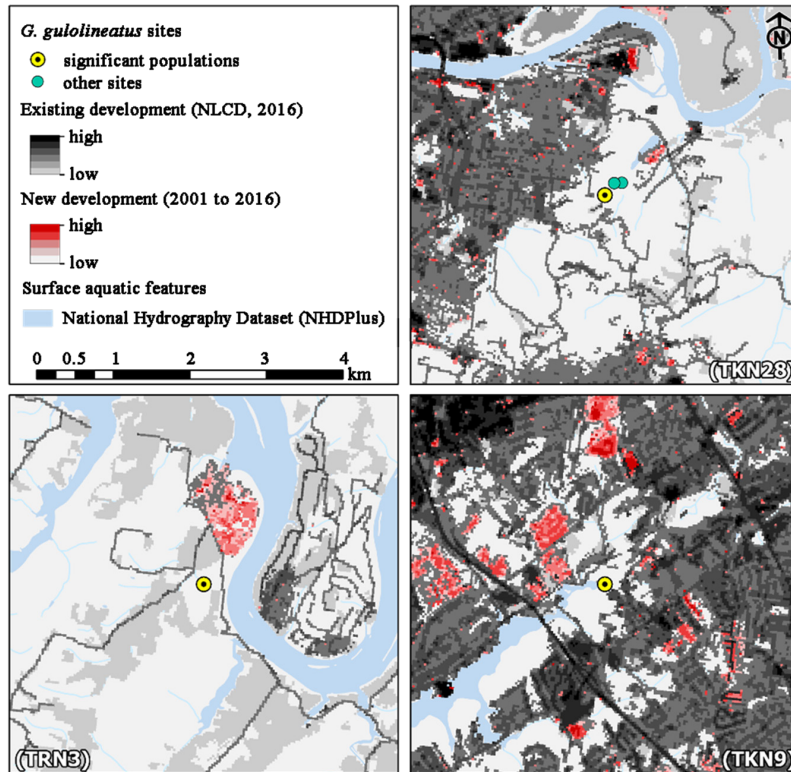 G. gulolineatus sites
significant populations
other sites
Existing development (NLCD, 2016)
high
low
New development (2001 to 2016)
high
low
Surface aquatic features
National Hydrography Dataset (NHDPlus)
0 0.5 1 2 3 4
km
N
(TKN28)
(TRN3)
(TKN9)